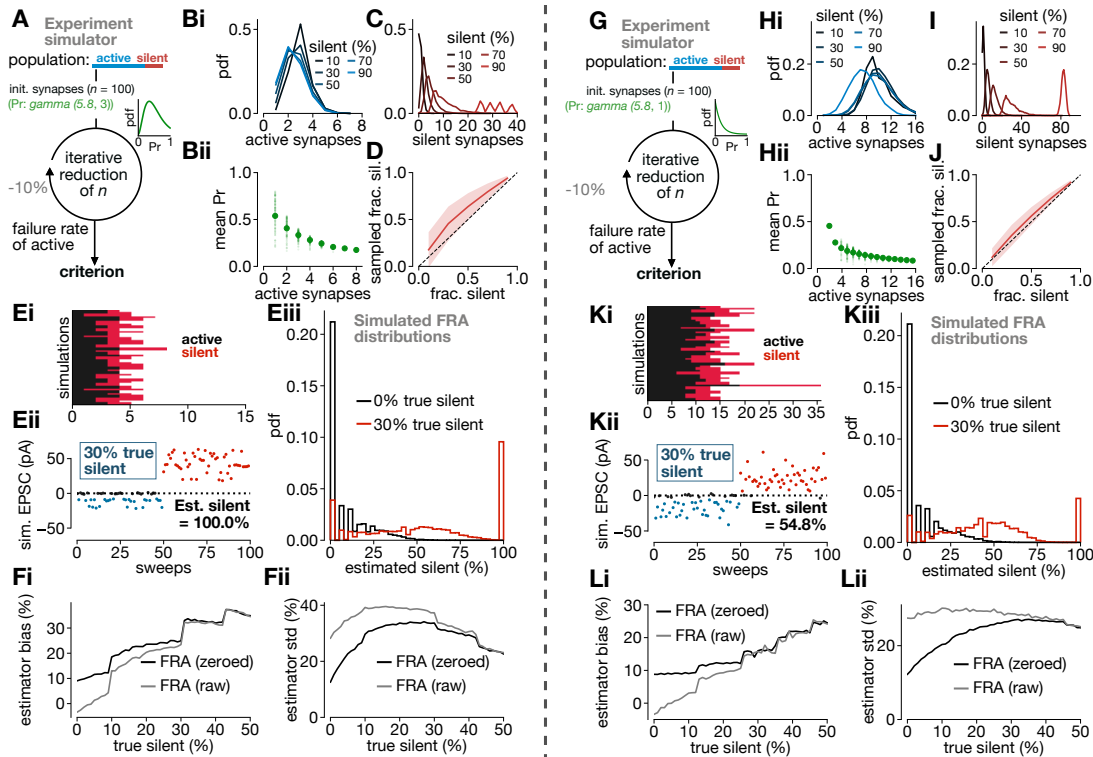 A
Experiment
simulator
population:
active silent
init. synapses (n = 100)
(Pr: gamma (5.8, 3))
pdf
0 1
Pr
iterative
reduction
of n
-10%
failure rate
of active
criterion
Bi
pdf
0.5
0.0
silent (%)
10 70
30 90
50
0 2 4 6 8
active synapses
C
0.5
0.0
silent (%)
10 70
30 90
50
0 10 20 30 40
silent synapses
Bii
mean Pr
1.0
0.5
0.0
0 2 4 6 8
active synapses
D
sampled frac. sil.
1.0
0.5
0.0
0.0 0.5 1.0
frac. silent
Ei
simulations
active
silent
0 5 10 15
Eii
sim. EPSC (pA)
50
0
−50
30% true
silent
Est. silent
= 100.0%
0 25 50 75 100
sweeps
Eiii
Simulated FRA
distributions
pdf
0.20
0.15
0.10
0.05
0.00
0% true silent
30% true silent
0 25 50 75 100
estimated silent (%)
Fi
estimator bias (%)
30
20
10
0
FRA (zeroed)
FRA (raw)
0 10 20 30 40 50
true silent (%)
Fii
estimator std (%)
40
20
0
FRA (zeroed)
FRA (raw)
0 10 20 30 40 50
true silent (%)
G
Experiment
simulator
population:
active silent
init. synapses (n = 100)
(Pr: gamma (5.8, 1))
pdf
0 1
Pr
iterative
reduction
of n
-10%
failure rate
of active
criterion
Hi
pdf
0.2
0.0
silent (%)
10 70
30 90
50
0 4 8 12 16
active synapses
I
0.2
0.0
silent (%)
10 70
30 90
50
0 40 80
silent synapses
Hii
mean Pr
1.0
0.5
0.0
0 4 8 12 16
active synapses
J
sampled frac. sil.
1.0
0.5
0.0
0.0 0.5 1.0
frac. silent
Ki
simulations
active
silent
0 5 10 15 20 25 30 35
Kii
sim. EPSC (pA)
50
0
−50
30% true
silent
Est. silent
= 54.8%
0 25 50 75 100
sweeps
Kiii
Simulated FRA
distributions
pdf
0.20
0.15
0.10
0.05
0.00
0% true silent
30% true silent
0 25 50 75 100
estimated silent (%)
Li
estimator bias (%)
30
20
10
0
FRA (zeroed)
FRA (raw)
0 10 20 30 40 50
true silent (%)
Lii
estimator std (%)
20
0
FRA (zeroed)
FRA (raw)
0 10 20 30 40 50
true silent (%)